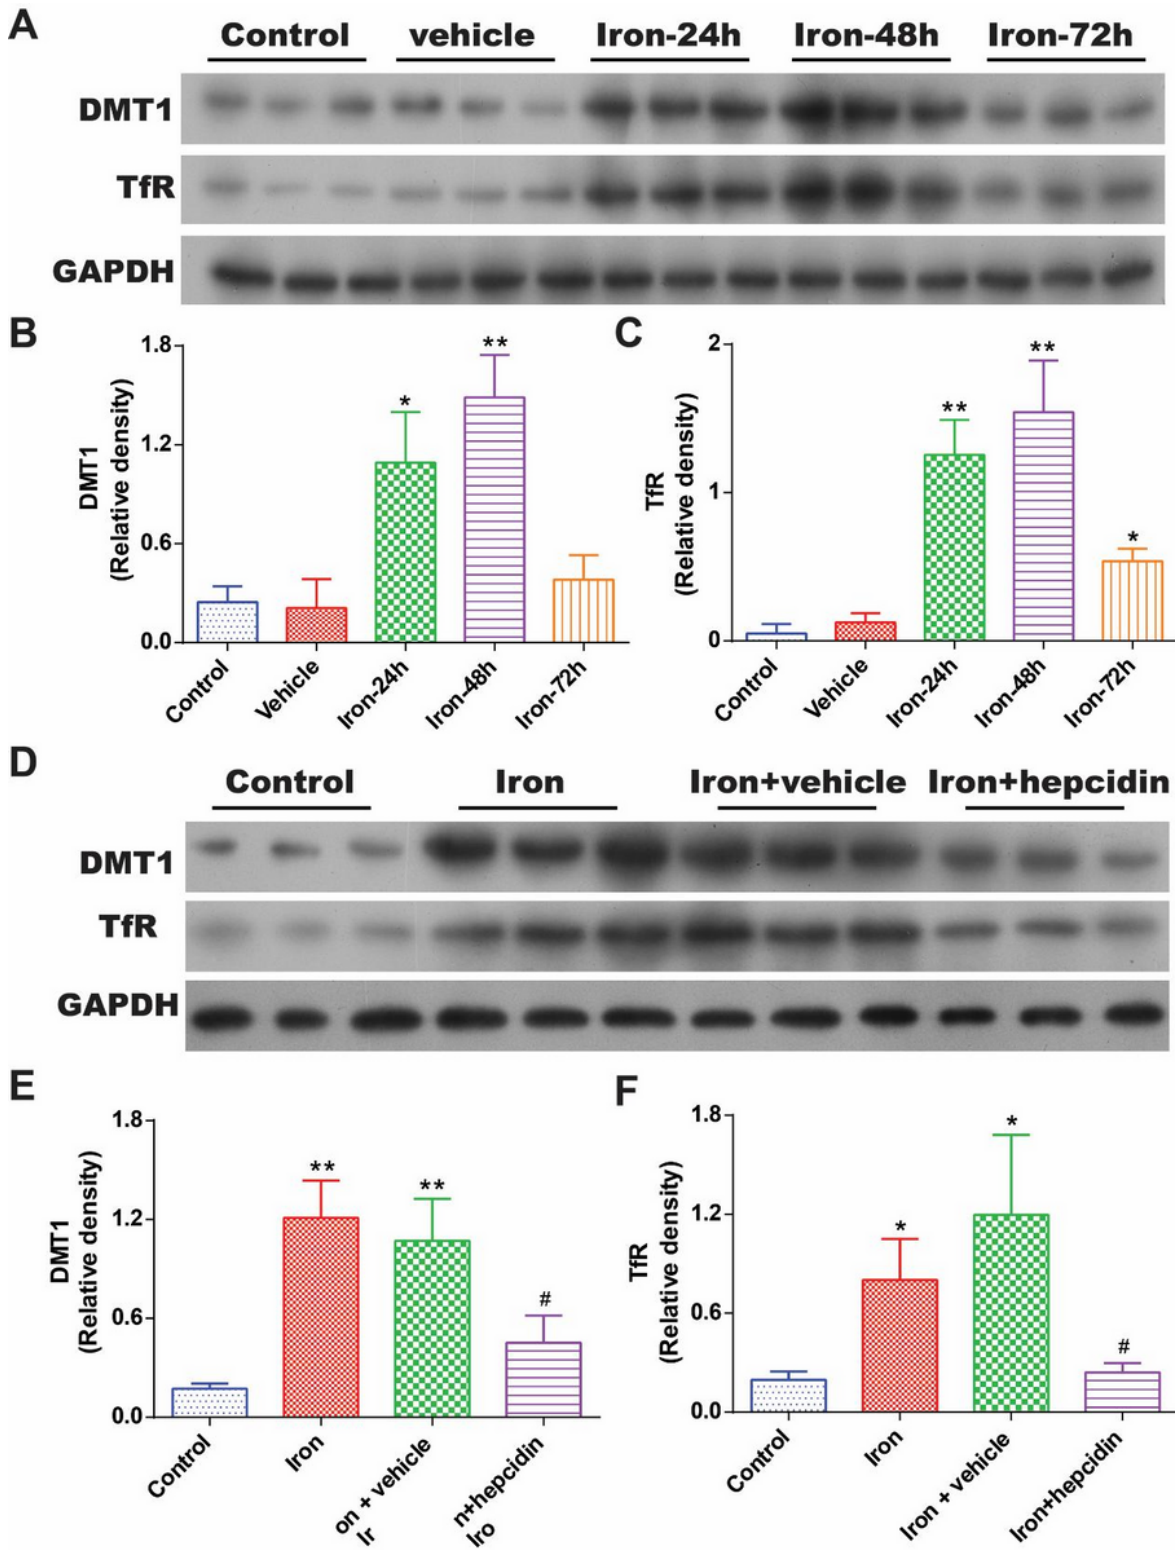 A
Control vehicle Iron-24h Iron-48h Iron-72h
DMT1
TfR
GAPDH
B
DMT1
(Relative density)
1.8
1.2
0.6
0.0
*
**
Control
Vehicle
Iron-24h
Iron-48h
Iron-72h
C
TfR
(Relative density)
2
1
0
**
**
*
Control
Vehicle
Iron-24h
Iron-48h
Iron-72h
D
Control Iron Iron+vehicle Iron+hepcidin
DMT1
TfR
GAPDH
E
DMT1
(Relative density)
1.8
1.2
0.6
0.0
**
**
#
Control
Iron
on + vehicle
Ir
n+hepcidin
Iro
F
TfR
(Relative density)
1.8
1.2
0.6
0.0
*
*
#
Control
Iron
Iron + vehicle
Iron+hepcidin